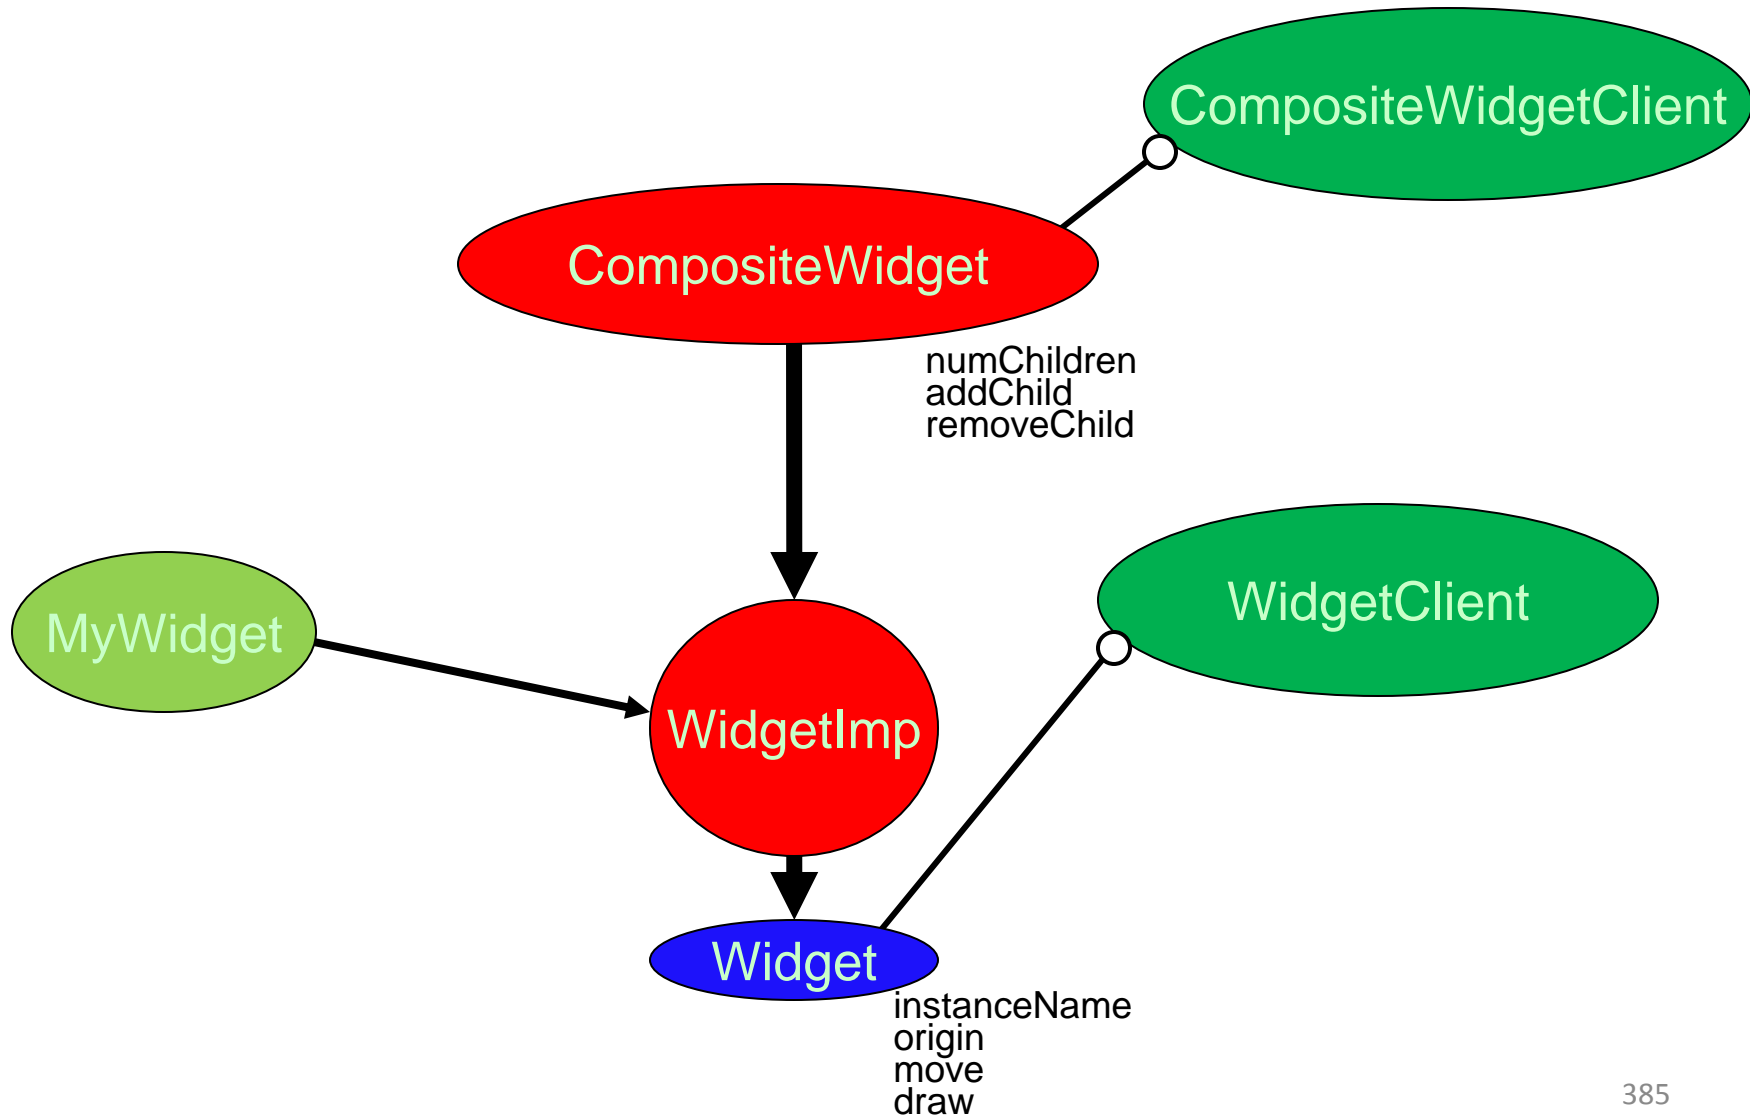 CompositeWidgetClient
CompositeWidget
numChildren
addChild
removeChild
WidgetClient
MyWidget
WidgetImp
Widget
instanceName
origin
move
draw
385